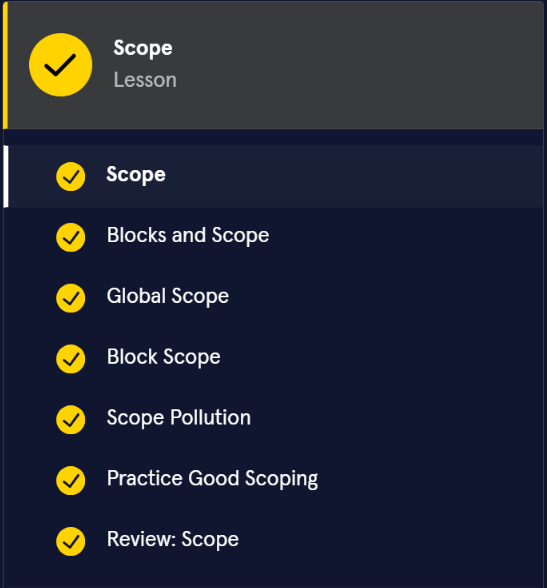 Scope
Lesson
Scope
Blocks and Scope
Global Scope
Block Scope
Scope Pollution
Practice Good Scoping
Review: Scope